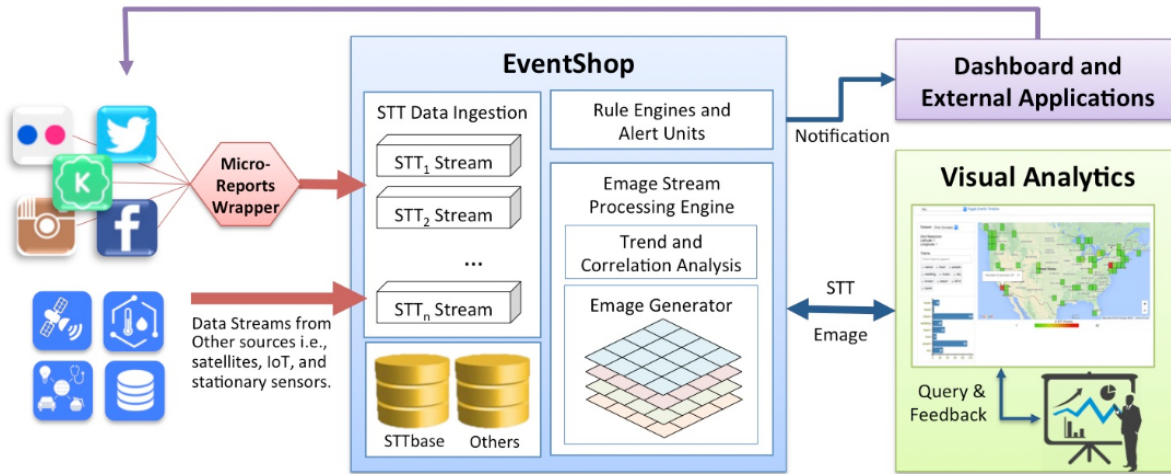 EventShop
STT Data Ingestion
STT1 Stream
STT2 Stream
...
STTn Stream
STTbase
Others
Rule Engines and
Alert Units
Emage Stream
Processing Engine
Trend and
Correlation Analysis
Emage Generator
K
Micro-
Reports
Wrapper
Data Streams from
Other sources i.e.,
satellites, IoT, and
stationary sensors.
Notification
Dashboard and
External Applications
STT
Emage
Visual Analytics
Query &
Feedback